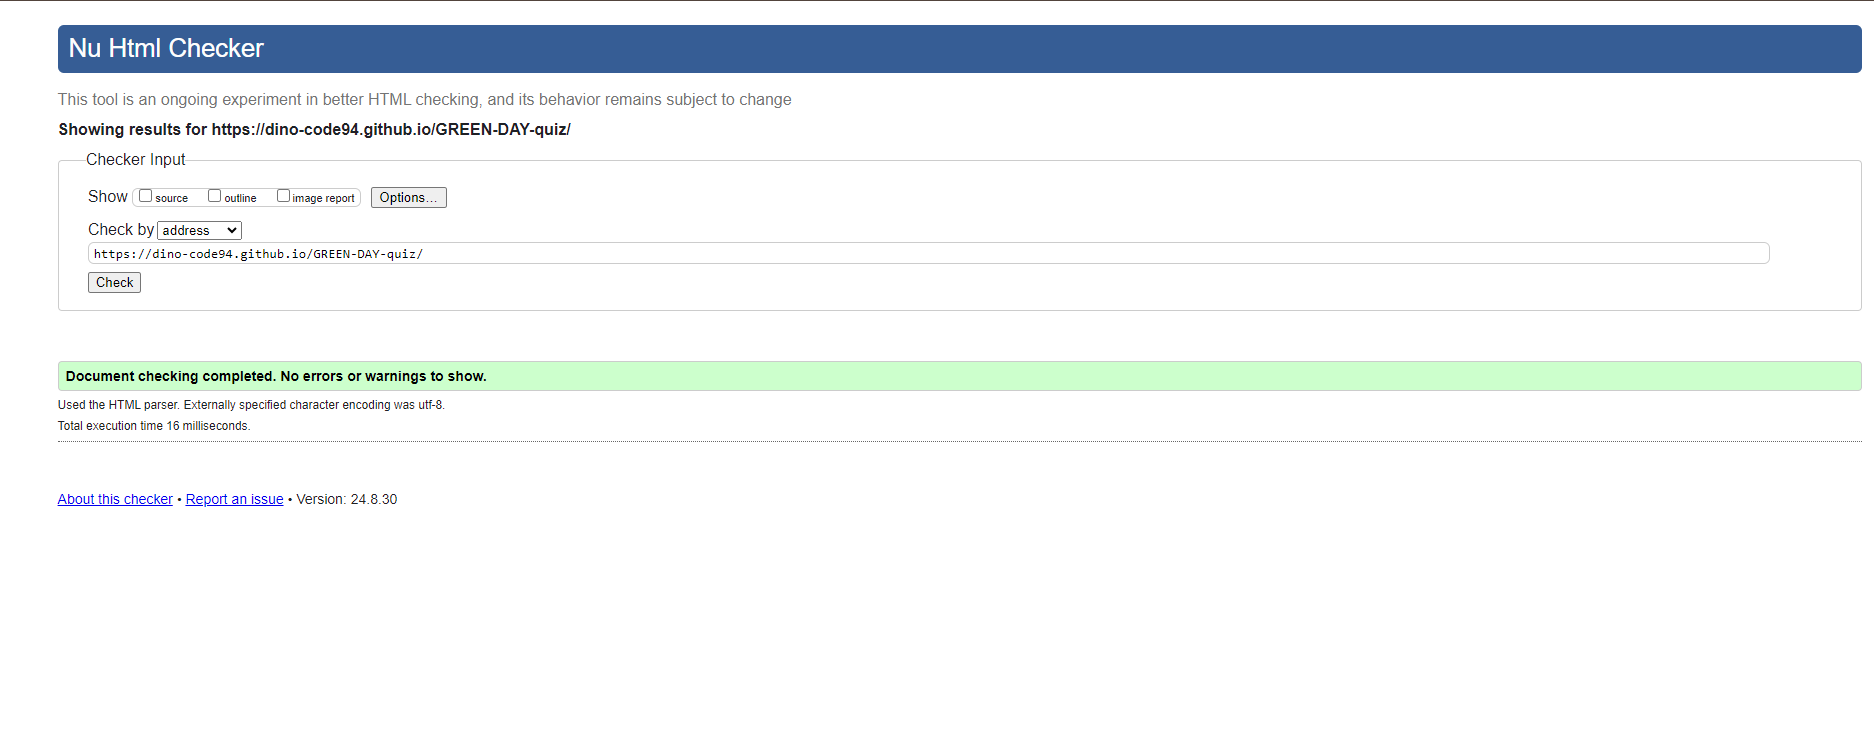 Nu Html Checker
This tool is an ongoing experiment in better HTML checking, and its behavior remains subject to change
Showing results for https://dino-code94.github.io/GREEN-DAY-quiz/
Checker Input
Show source outline image report Options...
Check by address
https://dino-code94.github.io/GREEN-DAY-quiz/
Check
Document checking completed. No errors or warnings to show.
Used the HTML parser. Externally specified character encoding was utf-8.
Total execution time 16 milliseconds.
About this checker • Report an issue • Version: 24.8.30